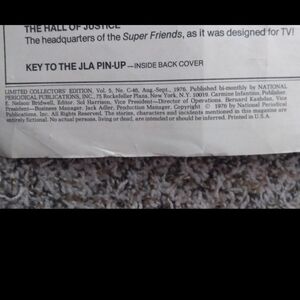 THE HALL OF JUSTICE
The headquarters of the Super Friends, as it was designed for TV!
KEY TO THE JLA PIN-UP — INSIDE BACK COVER
LIMITED COLLECTORS' EDITION, Vol. 5, No. C-46, Aug.-Sept., 1976. Published bi-monthly by NATIONAL
PERIODICAL PUBLICATIONS, INC., 75 Rockefeller Plaza, New York, N.Y. 10019. Carmine Infantino, Publisher
E. Nelson Bridwell, Editor. Sol Harrison, Vice President—Director of Operations. Bernard Kashdan, Vice
President—Business Manager. Jack Adler, Production Manager. Copyright © 1976 by National Periodical
Publications, Inc. All Rights Reserved. The stories, characters and incidents mentioned in this magazine are
entirely fictional. No actual persons, living or dead, are intended or should be inferred. Printed in U.S.A.